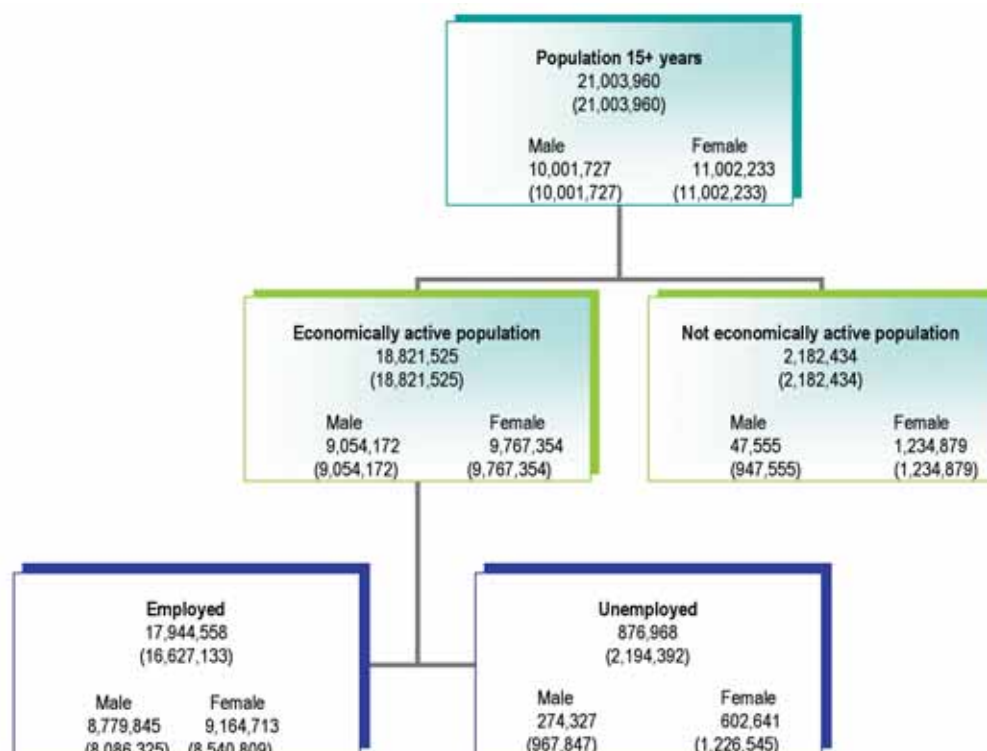 Population 15+ years
21,003,960
(21,003,960)
Male Female
10,001,727 11,002,233
(10,001,727) (11,002,233)
Economically active population
18,821,525
(18,821,525)
Male Female
9,054,172 9,767,354
(9,054,172) (9,767,354)
Not economically active population
2,182,434
(2,182,434)
Male Female
47,555 1,234,879
(947,555) (1,234,879)
Employed
17,944,558
(16,627,133)
Male Female
8,779,845 9,164,713
(8,086,325) (8,540,809)
Unemployed
876,968
(2,194,392)
Male Female
274,327 602,641
(967,847) (1,226,545)